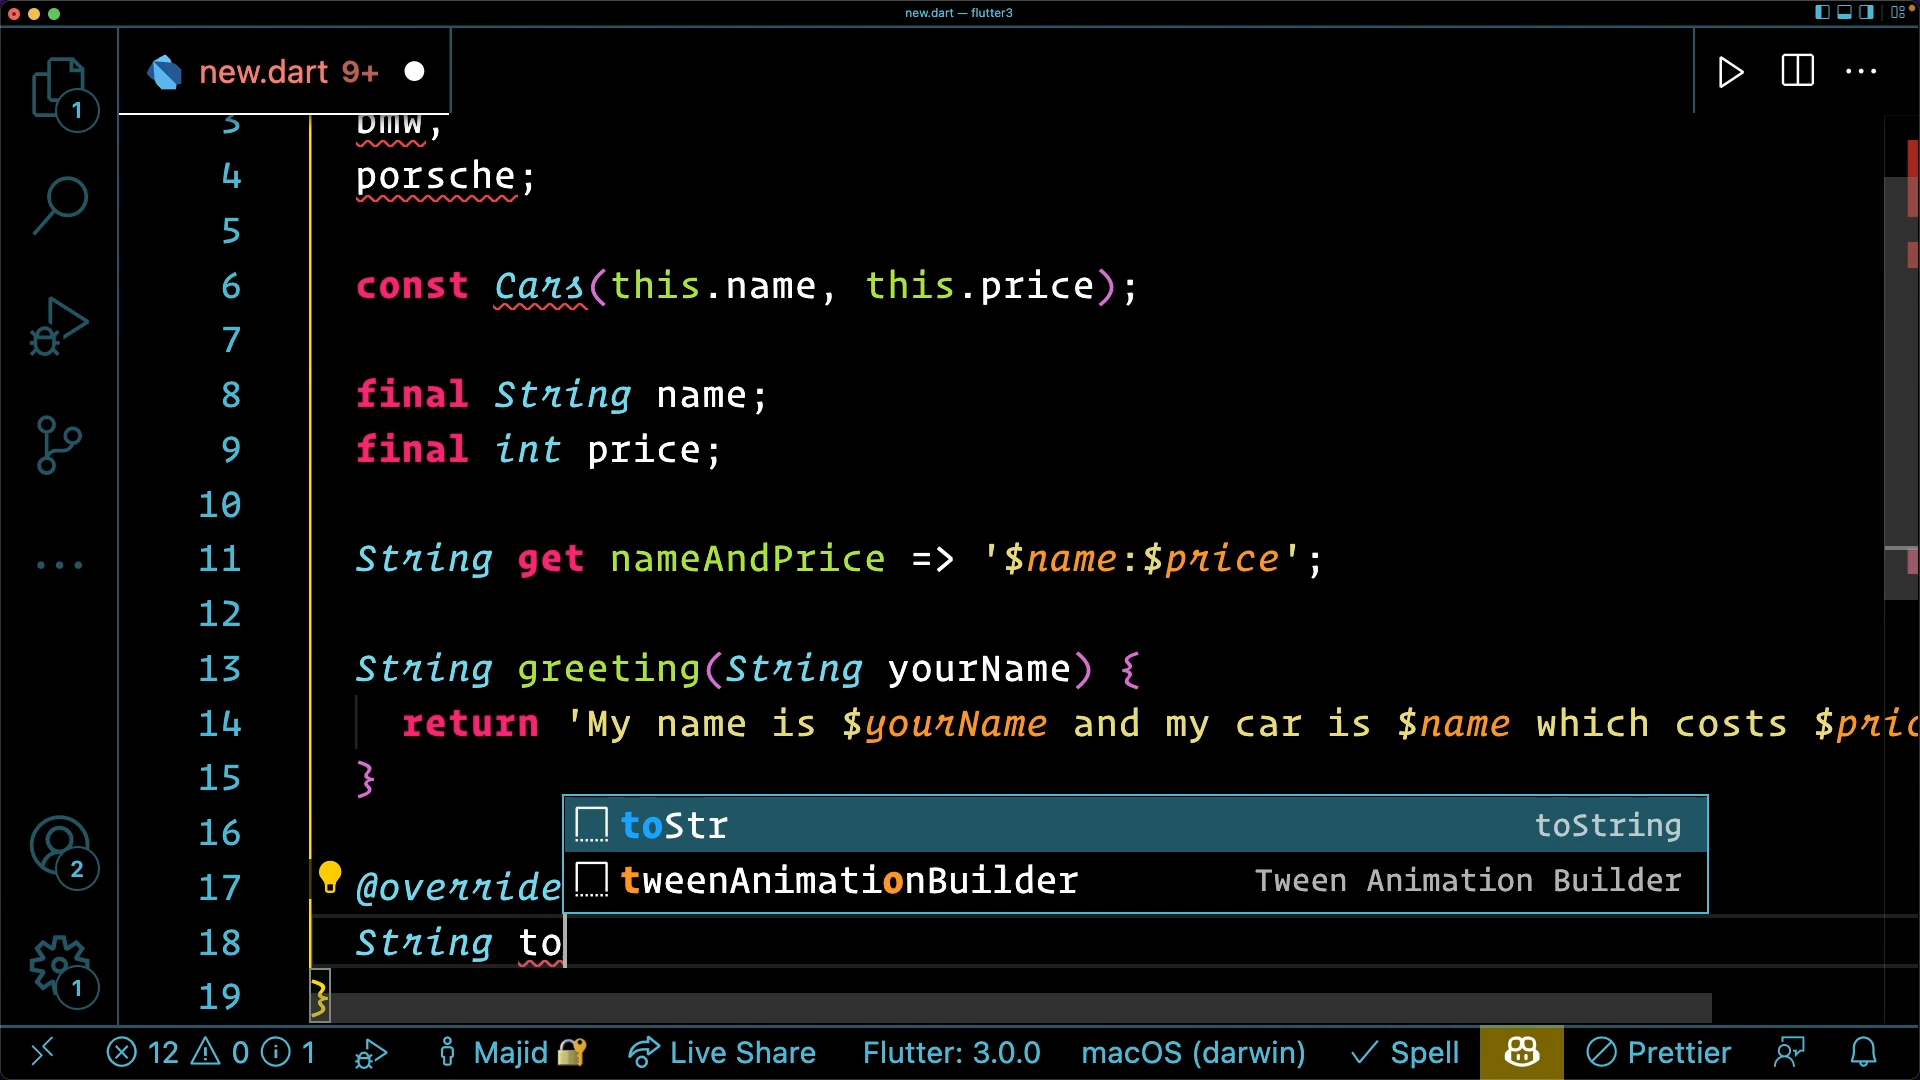 new.dart — flutter3
new.dart 9+
1
3 bmw,
4 porsche;
5
6 const Cars(this.name, this.price);
7
8 final String name;
9 final int price;
10
11 String get nameAndPrice => '$name:$price';
12
13 String greeting(String yourName) {
14 return 'My name is $yourName and my car is $name which costs $pric
15 }
16
toStr toString
17 @override
tweenAnimationBuilder Tween Animation Builder
2
18 String to
1
19 }
12 0 1 Majid Live Share Flutter: 3.0.0 macOS (darwin) Spell Prettier